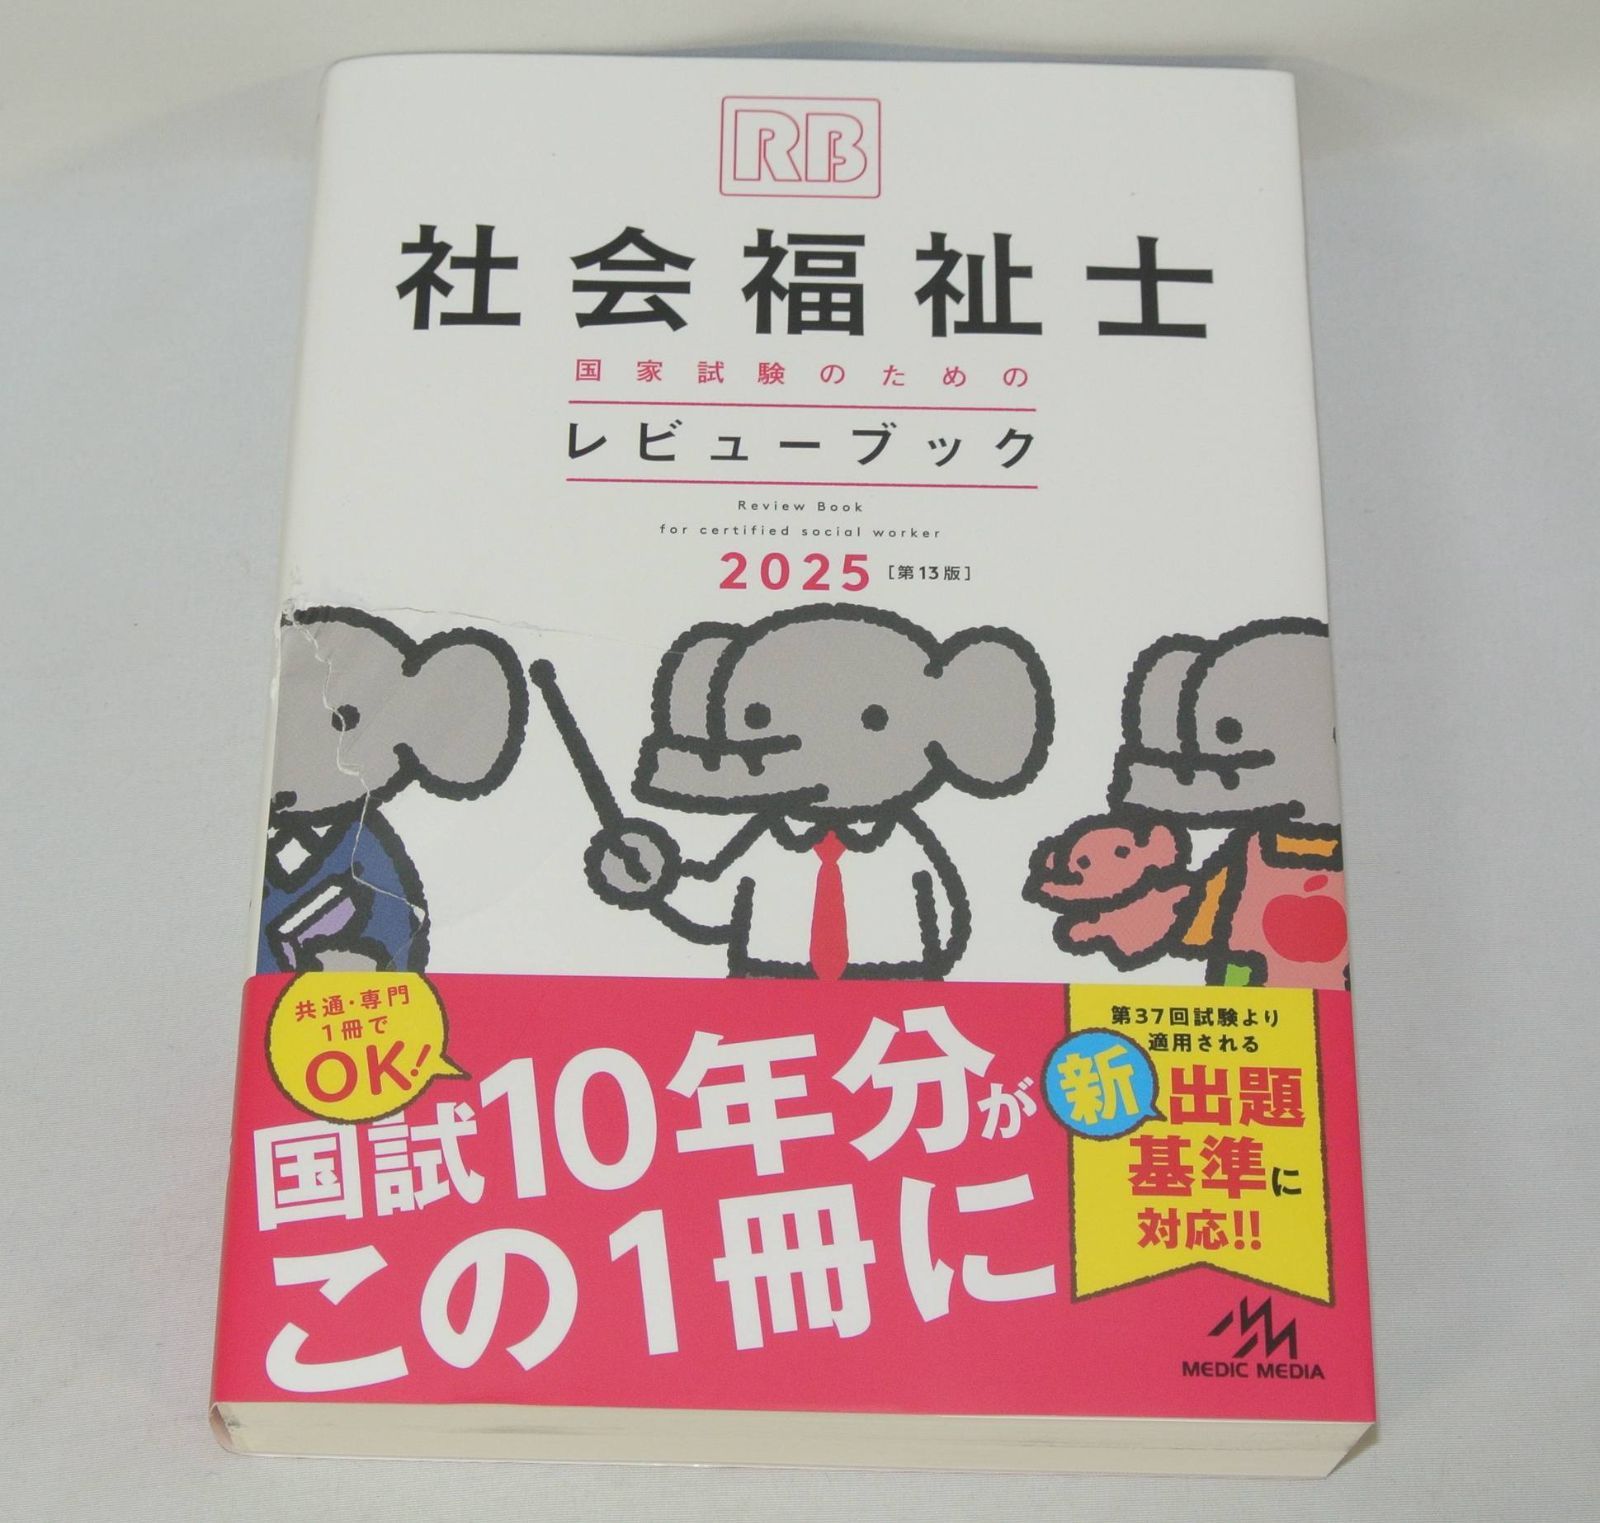 RB
社会福祉士
国家試験のための
レビューブック
Review Book
for certified social worker
2025 [第13版]
共通・専門
1冊で
OK!
国試10年分が
この1冊に
第37回試験より
適用される
新出題
基準に
対応!!
MEDIC MEDIA